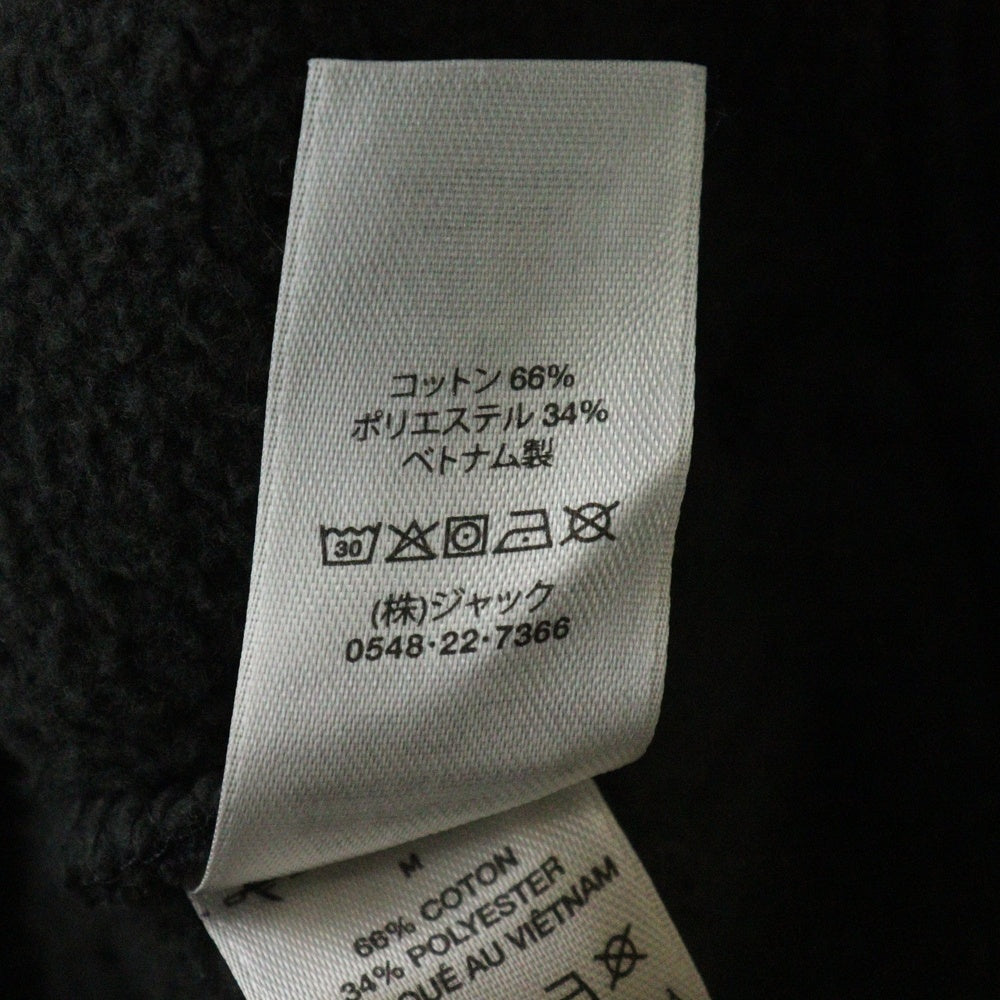 コットン 66%
ポリエステル 34%
ベトナム製
30
(株)ジャック
0548·22·7366
M
66% COTON
34% POLYESTER
QUÉ AU VIÊTNAM